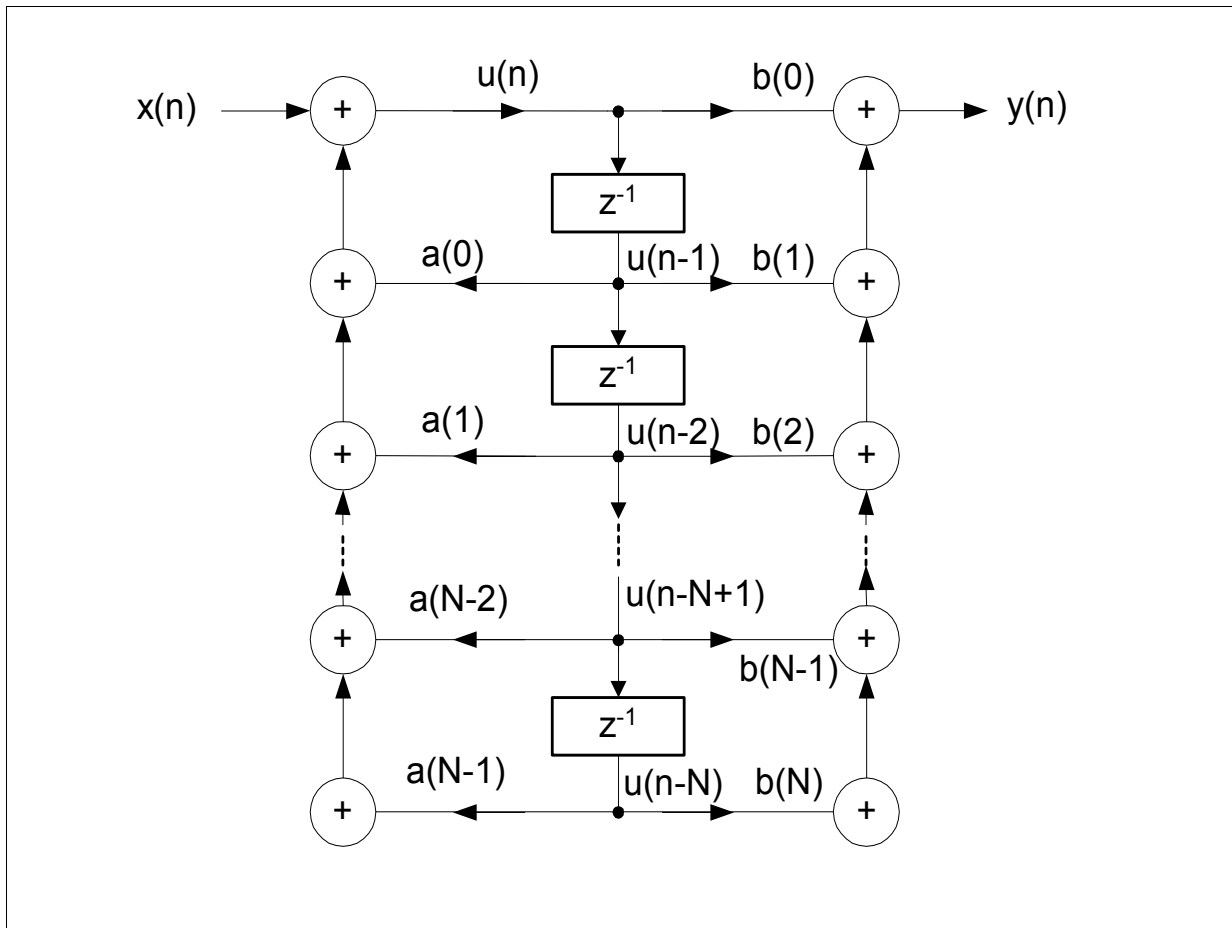 u(n) b(0)
x(n) + + y(n)
z⁻¹
a(0) u(n-1) b(1)
+ +
z⁻¹
a(1) u(n-2) b(2)
+ +
a(N-2) u(n-N+1)
+ +
b(N-1)
z⁻¹
a(N-1) u(n-N) b(N)
+ +